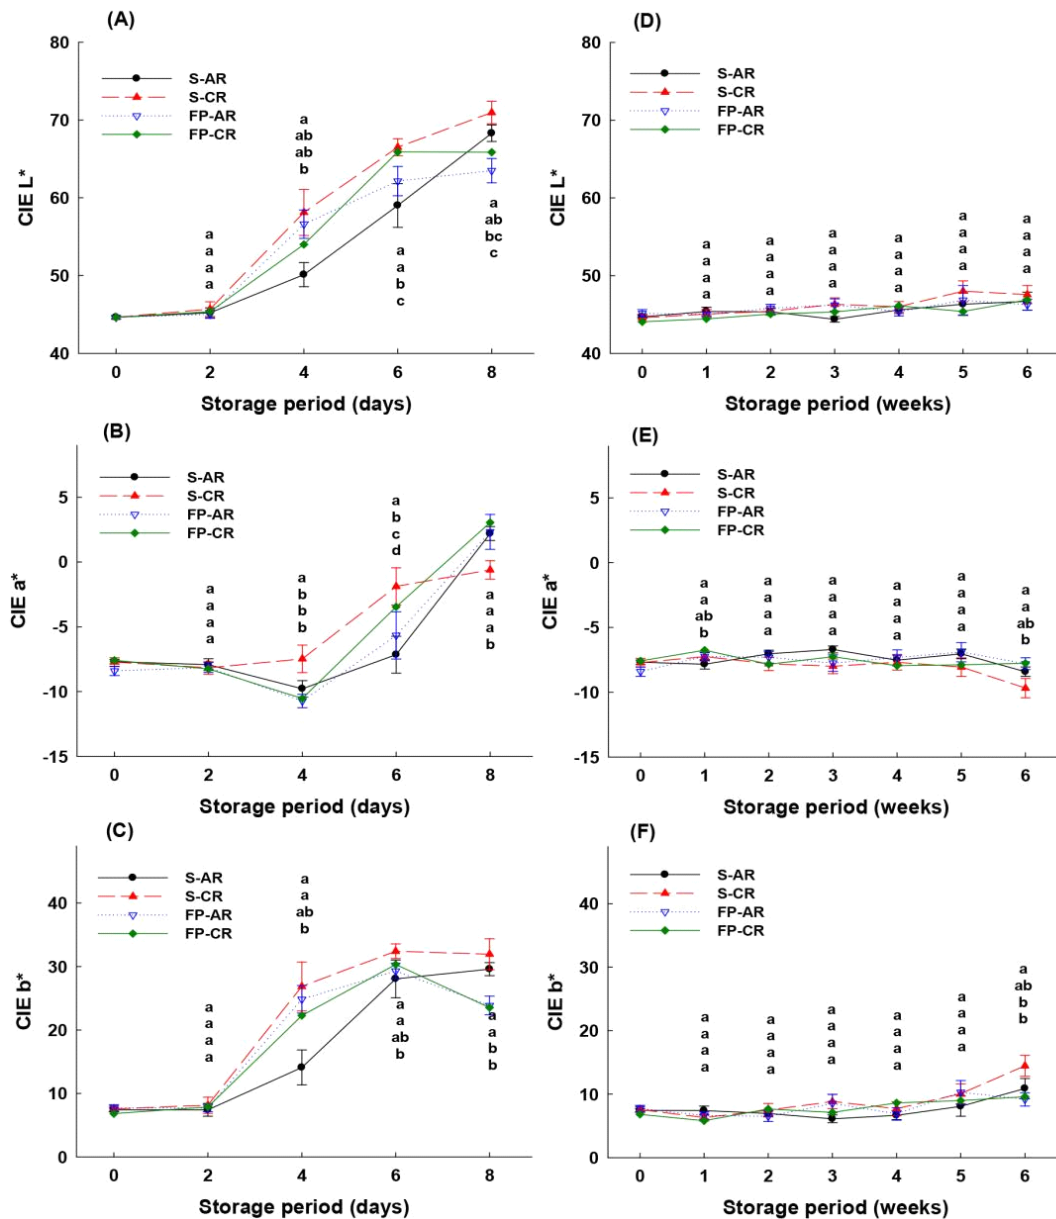 (A)
80
70
60
50
40
CIE L*
S-AR
S-CR
FP-AR
FP-CR
a
a
a
a
a
ab
ab
b
a
a
b
c
a
ab
bc
c
0 2 4 6 8
Storage period (days)
(D)
80
70
60
50
40
CIE L*
S-AR
S-CR
FP-AR
FP-CR
a a a a a a
a a a a a a
a a a a a a
a a a a a a
0 1 2 3 4 5 6
Storage period (weeks)
(B)
5
0
-5
-10
-15
CIE a*
S-AR
S-CR
FP-AR
FP-CR
a
a
a
a
a
b
b
b
a
b
c
d
a
a
a
b
0 2 4 6 8
Storage period (days)
(E)
5
0
-5
-10
-15
CIE a*
S-AR
S-CR
FP-AR
FP-CR
a a a a a a
a a a a a a
ab a a a a ab
b a a a a b
0 1 2 3 4 5 6
Storage period (weeks)
(C)
40
30
20
10
0
CIE b*
S-AR
S-CR
FP-AR
FP-CR
a
a
a
a
a
a
ab
b
a
a
ab
b
a
a
b
b
0 2 4 6 8
Storage period (days)
(F)
40
30
20
10
0
CIE b*
S-AR
S-CR
FP-AR
FP-CR
a a a a a a
a a a a a ab
a a a a a b
a a a a a b
0 1 2 3 4 5 6
Storage period (weeks)